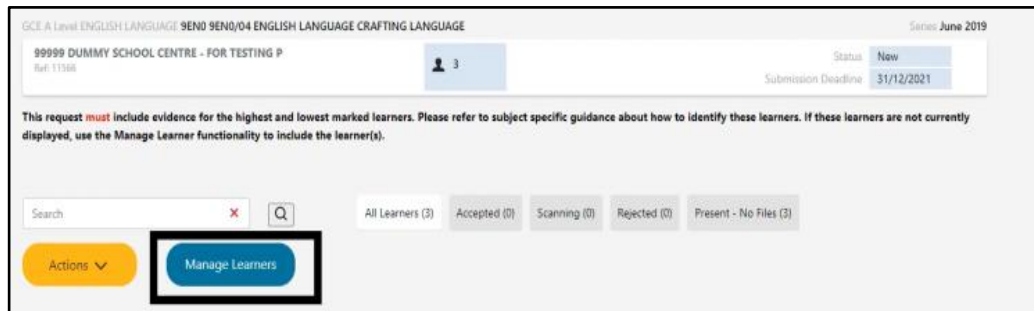 GCE A Level ENGLISH LANGUAGE 9EN0 9EN0/04 ENGLISH LANGUAGE CRAFTING LANGUAGE Series June 2019
99999 DUMMY SCHOOL CENTRE - FOR TESTING P
Ref: 11566
3
Status New
Submission Deadline 31/12/2021
This request must include evidence for the highest and lowest marked learners. Please refer to subject specific guidance about how to identify these learners. If these learners are not currently
displayed, use the Manage Learner functionality to include the learner(s).
Search
All Learners (3) Accepted (0) Scanning (0) Rejected (0) Present - No Files (3)
Actions Manage Learners